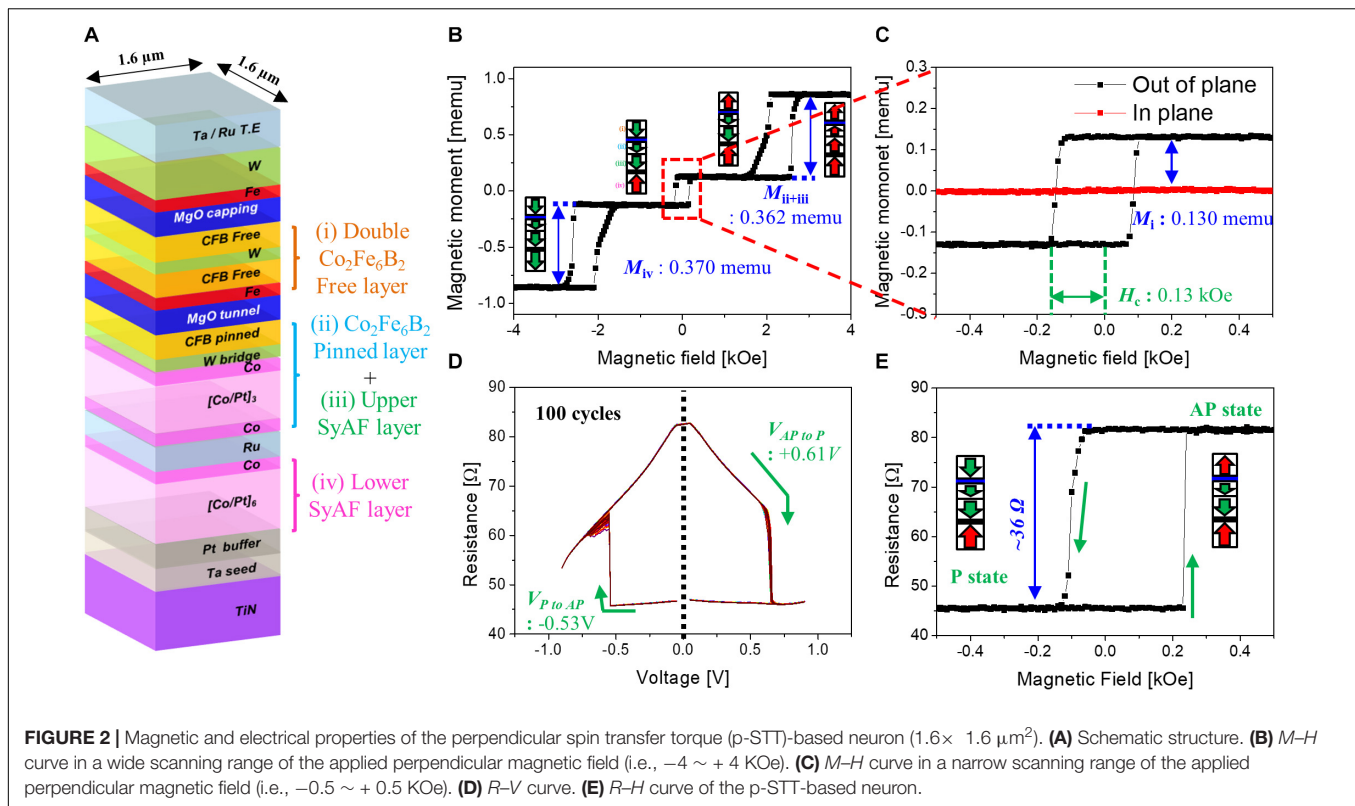 A
1.6 μm
1.6 μm
Ta / Ru T.E
W
Fe
MgO capping
CFB Free
W
CFB Free
Fe
MgO tunnel
CFB pinned
W bridge
Co
[Co/Pt]3
Co
Ru
Co
[Co/Pt]6
Pt buffer
Ta seed
TiN
(i) Double
Co2Fe6B2
Free layer
(ii) Co2Fe6B2
Pinned layer
+
(iii) Upper
SyAF layer
(iv) Lower
SyAF layer
B
Magnetic moment [memu]
1.0
0.5
0.0
-0.5
-1.0
(i)
(ii)
(iii)
(iv)
Mii+iii
: 0.362 memu
Miv : 0.370 memu
-4
-2
0
2
4
Magnetic field [kOe]
C
Magnetic momonet [memu]
0.3
0.2
0.1
0.0
-0.1
-0.2
-0.3
Out of plane
In plane
Mi : 0.130 memu
Hc : 0.13 kOe
-0.4
-0.2
0.0
0.2
0.4
Magnetic field [kOe]
D
Resistance [Ω]
90
80
70
60
50
40
100 cycles
VAP to P
: +0.61V
VP to AP
: -0.53V
-1.0
-0.5
0.0
0.5
1.0
Voltage [V]
E
Resistance [Ω]
90
80
70
60
50
40
AP state
~36 Ω
P state
-0.4
-0.2
0.0
0.2
0.4
Magnetic Field [kOe]
FIGURE 2 | Magnetic and electrical properties of the perpendicular spin transfer torque (p-STT)-based neuron (1.6× 1.6 μm2). (A) Schematic structure. (B) M–H
curve in a wide scanning range of the applied perpendicular magnetic field (i.e., −4 ∼ + 4 KOe). (C) M–H curve in a narrow scanning range of the applied
perpendicular magnetic field (i.e., −0.5 ∼ + 0.5 KOe). (D) R–V curve. (E) R–H curve of the p-STT-based neuron.